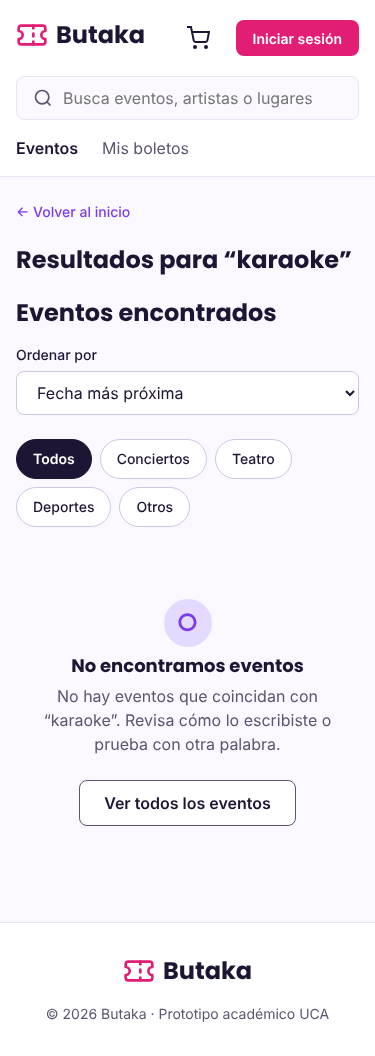 Butaka
Iniciar sesión
Busca eventos, artistas o lugares
Eventos
Mis boletos
← Volver al inicio
Resultados para “karaoke”
Eventos encontrados
Ordenar por
Fecha más próxima
Todos
Conciertos
Teatro
Deportes
Otros
No encontramos eventos
No hay eventos que coincidan con
“karaoke”. Revisa cómo lo escribiste o
prueba con otra palabra.
Ver todos los eventos
Butaka
© 2026 Butaka · Prototipo académico UCA